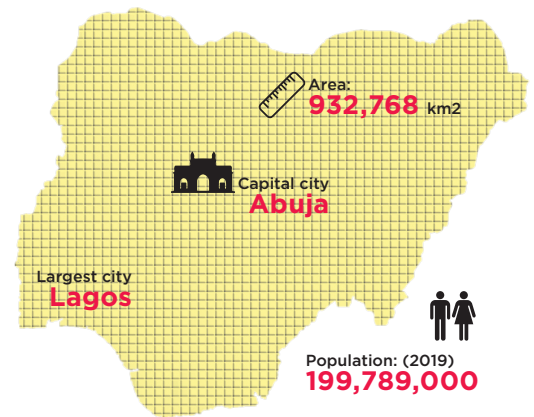 Area:
932,768 km2
Capital city
Abuja
Largest city
Lagos
Population: (2019)
199,789,000